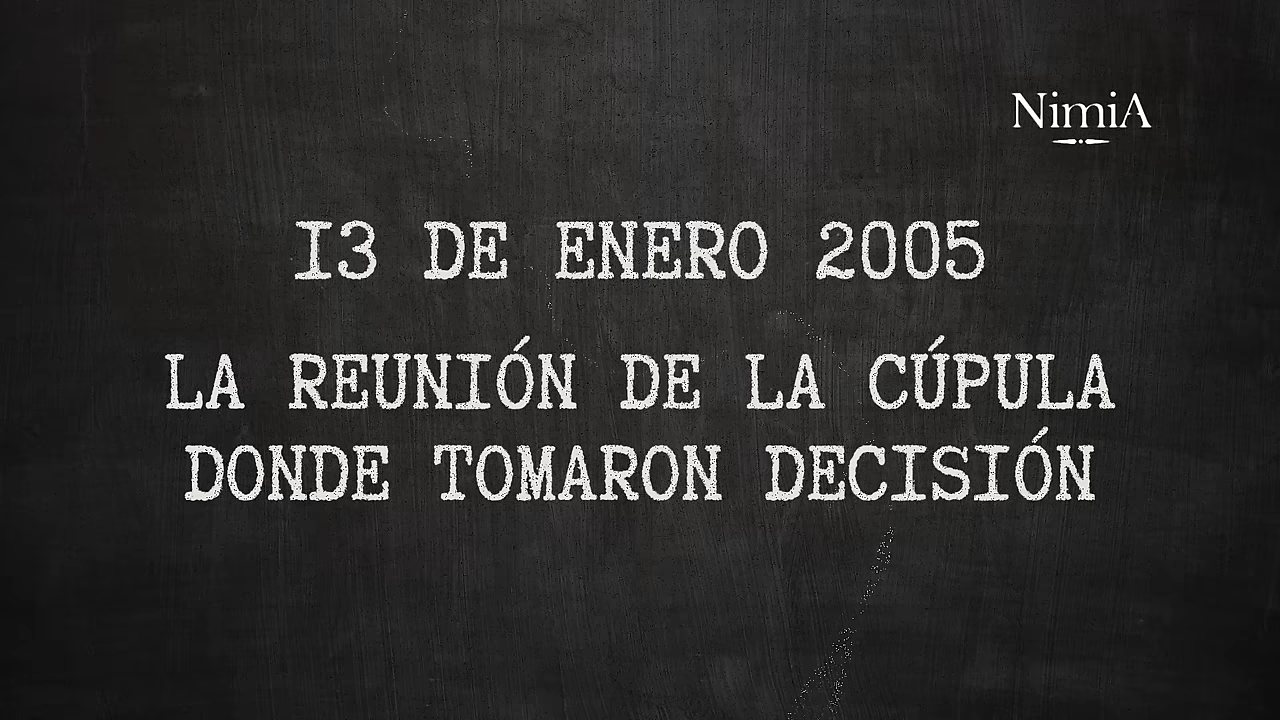 NimiA
13 DE ENERO 2005
LA REUNIÓN DE LA CÚPULA
DONDE TOMARON DECISIÓN